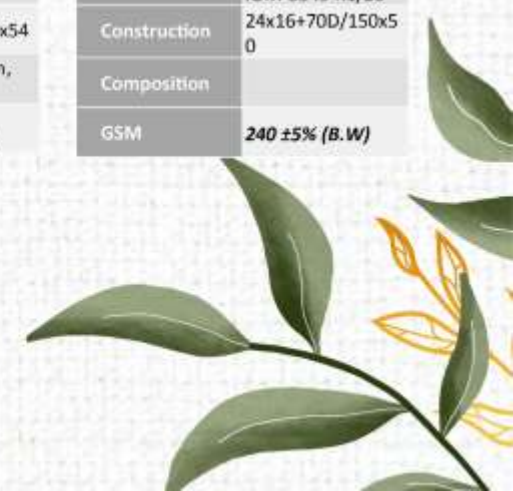 x54
Construction
24x16+70D/150x5
0
Composition
GSM
240 ±5% (B.W)